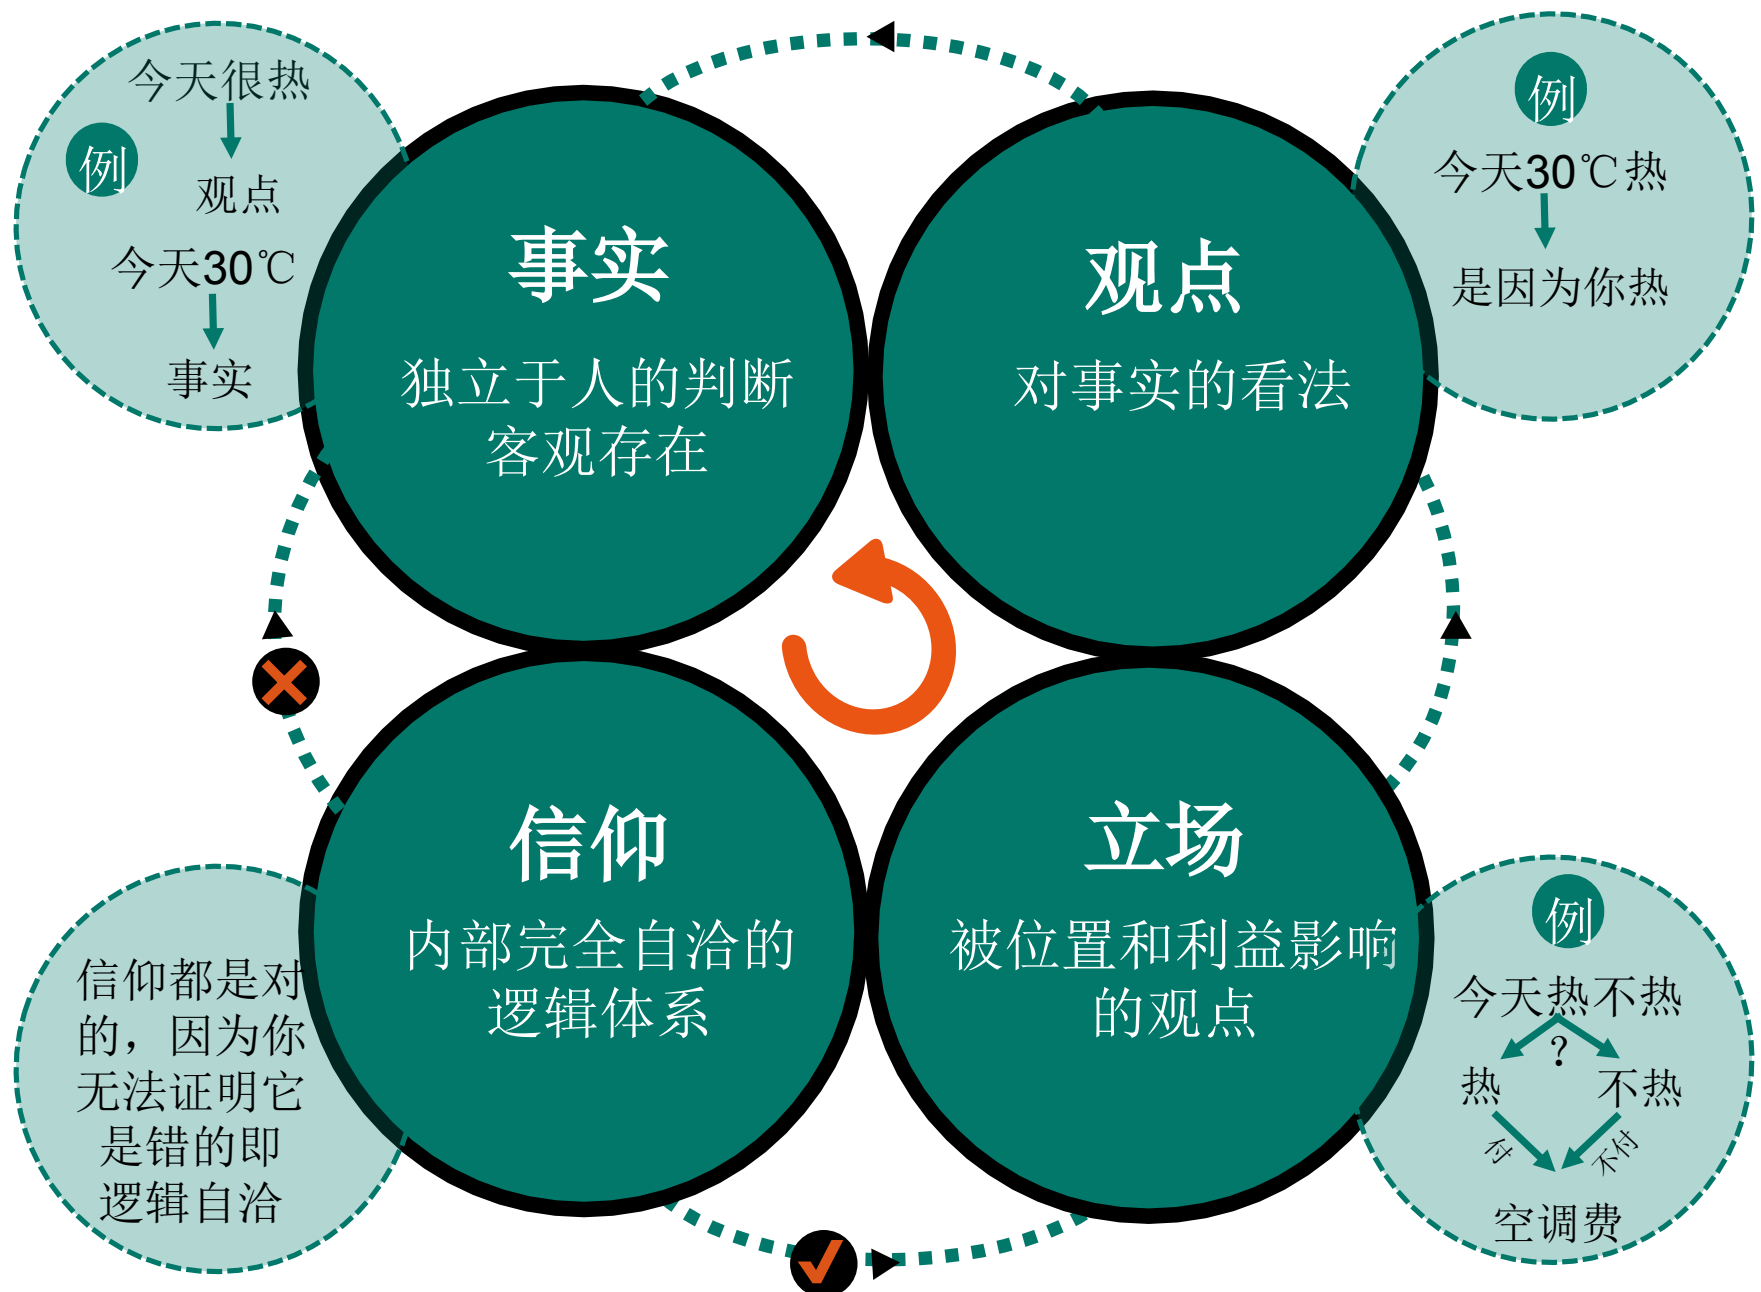 今天很热
例
观点
今天30℃
事实
例
今天30℃热
是因为你热
事实
独立于人的判断
客观存在
观点
对事实的看法
信仰
内部完全自洽的
逻辑体系
立场
被位置和利益影响
的观点
信仰都是对
的，因为你
无法证明它
是错的即
逻辑自洽
例
今天热不热
？
热
不热
付
不付
空调费